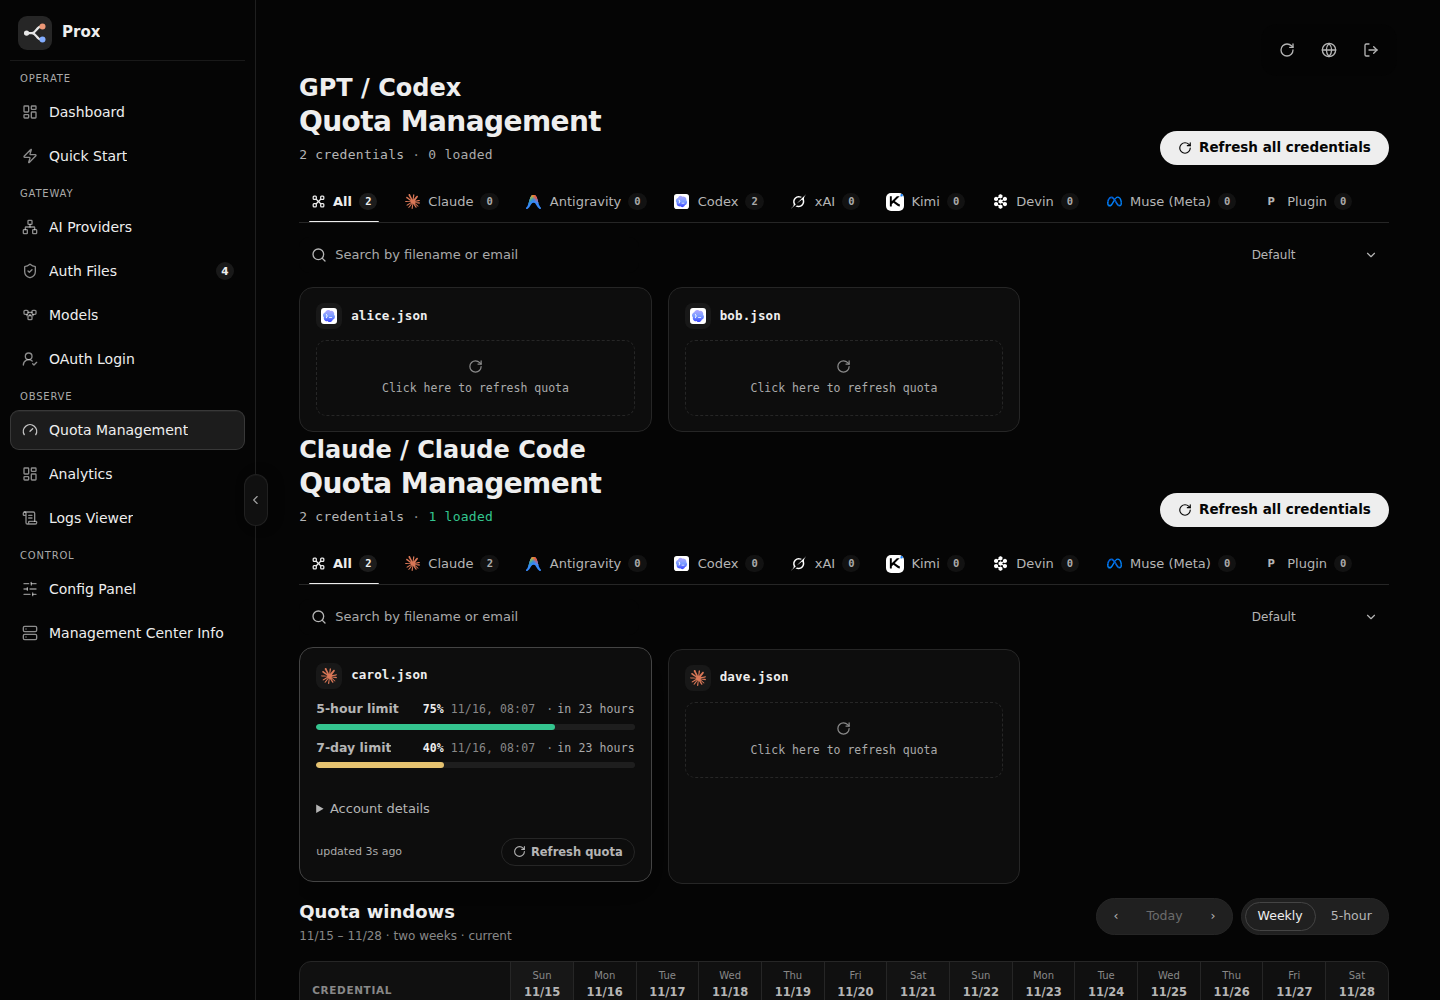 Prox
OPERATE
Dashboard
Quick Start
GATEWAY
AI Providers
Auth Files 4
Models
OAuth Login
OBSERVE
Quota Management
Analytics
Logs Viewer
CONTROL
Config Panel
Management Center Info
GPT / Codex
Quota Management
2 credentials · 0 loaded
Refresh all credentials
All 2 Claude 0 Antigravity 0 Codex 2 xAI 0 Kimi 0 Devin 0 Muse (Meta) 0 P Plugin 0
Search by filename or email Default
alice.json
Click here to refresh quota
bob.json
Click here to refresh quota
Claude / Claude Code
Quota Management
2 credentials · 1 loaded
Refresh all credentials
All 2 Claude 2 Antigravity 0 Codex 0 xAI 0 Kimi 0 Devin 0 Muse (Meta) 0 P Plugin 0
Search by filename or email Default
carol.json
5-hour limit 75% 11/16, 08:07 · in 23 hours
7-day limit 40% 11/16, 08:07 · in 23 hours
Account details
updated 3s ago Refresh quota
dave.json
Click here to refresh quota
Quota windows
11/15 – 11/28 · two weeks · current
‹ Today › Weekly 5-hour
CREDENTIAL
Sun Mon Tue Wed Thu Fri Sat Sun Mon Tue Wed Thu Fri Sat
11/15 11/16 11/17 11/18 11/19 11/20 11/21 11/22 11/23 11/24 11/25 11/26 11/27 11/28